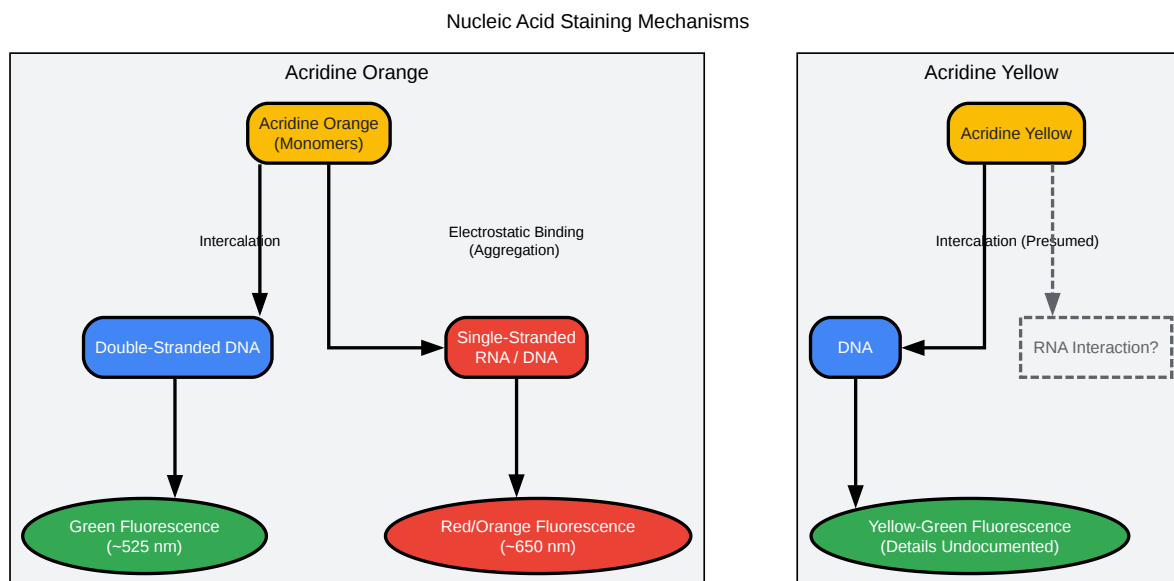 Nucleic Acid Staining Mechanisms
Acridine Orange
Acridine Orange
(Monomers)
Intercalation
Electrostatic Binding
(Aggregation)
Double-Stranded DNA
Single-Stranded
RNA / DNA
Green Fluorescence
(~525 nm)
Red/Orange Fluorescence
(~650 nm)
Acridine Yellow
Acridine Yellow
Intercalation (Presumed)
DNA
RNA Interaction?
Yellow-Green Fluorescence
(Details Undocumented)